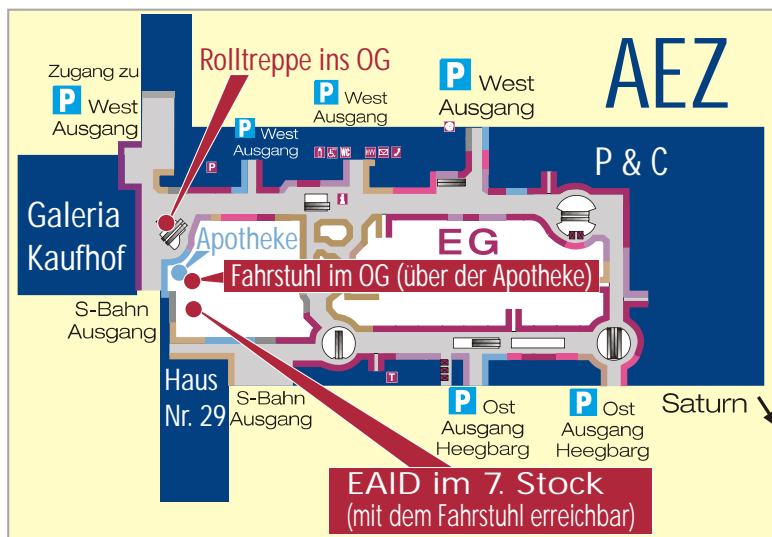 AEZ
Rolltreppe ins OG
Zugang zu
P West
Ausgang
P West
Ausgang
P West
Ausgang
P West
Ausgang
P
WC
P & C
Galeria
Kaufhof
Apotheke
EG
Fahrstuhl im OG (über der Apotheke)
S-Bahn
Ausgang
Haus
Nr. 29
S-Bahn
Ausgang
T
P Ost
Ausgang
Heegbarg
P Ost
Ausgang
Heegbarg
Saturn
EAID im 7. Stock
(mit dem Fahrstuhl erreichbar)